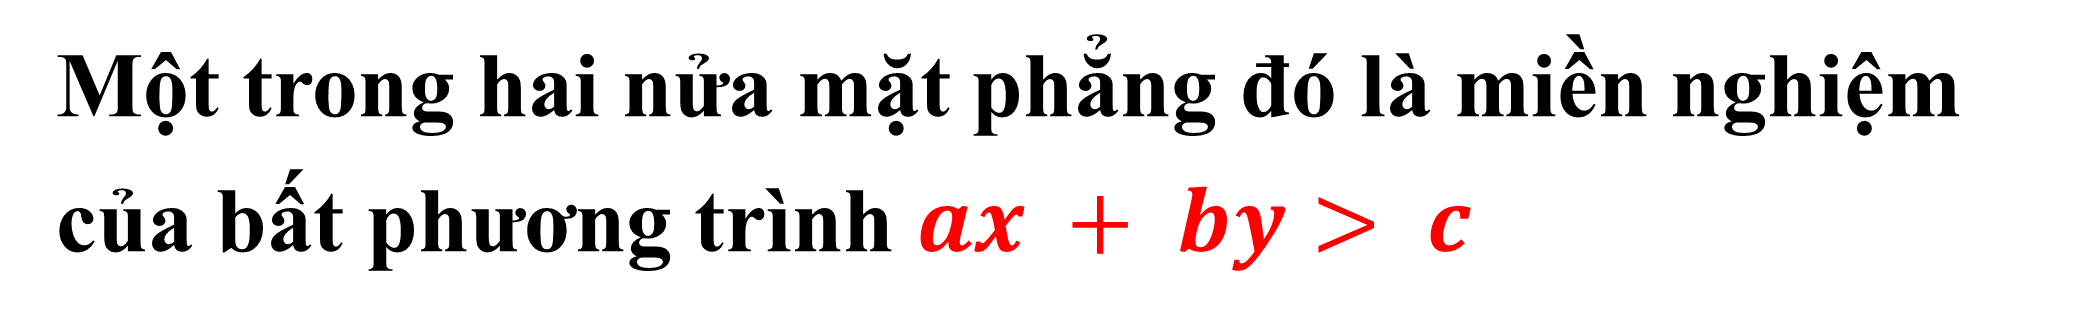 Một trong hai nửa mặt phẳng đó là miền nghiệm
của bất phương trình ax + by > c